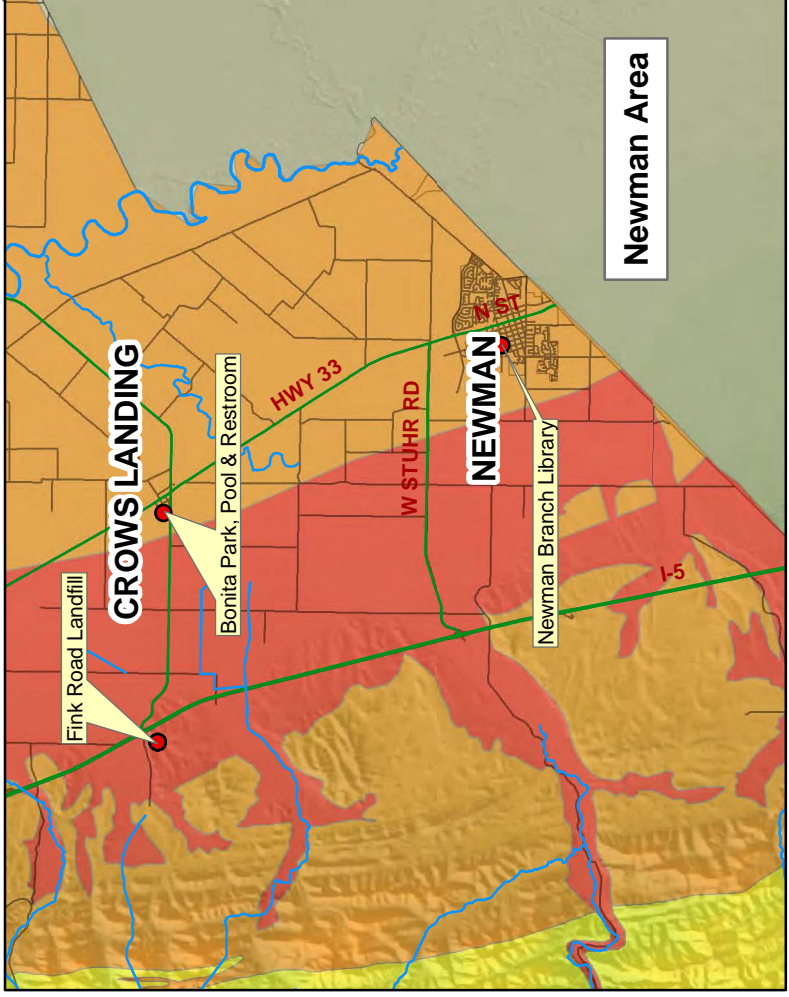 Fink Road Landfill
CROWS LANDING
Bonita Park, Pool & Restroom
HWY 33
W STUHR RD
N ST
NEWMAN
Newman Branch Library
I-5
Newman Area